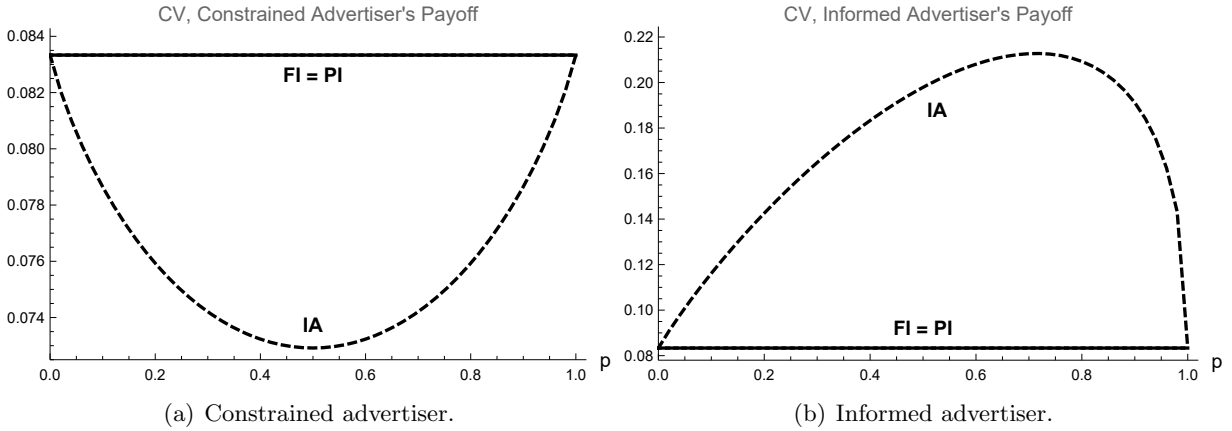 CV, Constrained Advertiser's Payoff
0.084
0.082
0.080
0.078
0.076
0.074
FI = PI
IA
0.0 0.2 0.4 0.6 0.8 1.0 p
(a) Constrained advertiser.
CV, Informed Advertiser's Payoff
0.22
0.20
0.18
0.16
0.14
0.12
0.10
0.08
IA
FI = PI
0.0 0.2 0.4 0.6 0.8 1.0 p
(b) Informed advertiser.